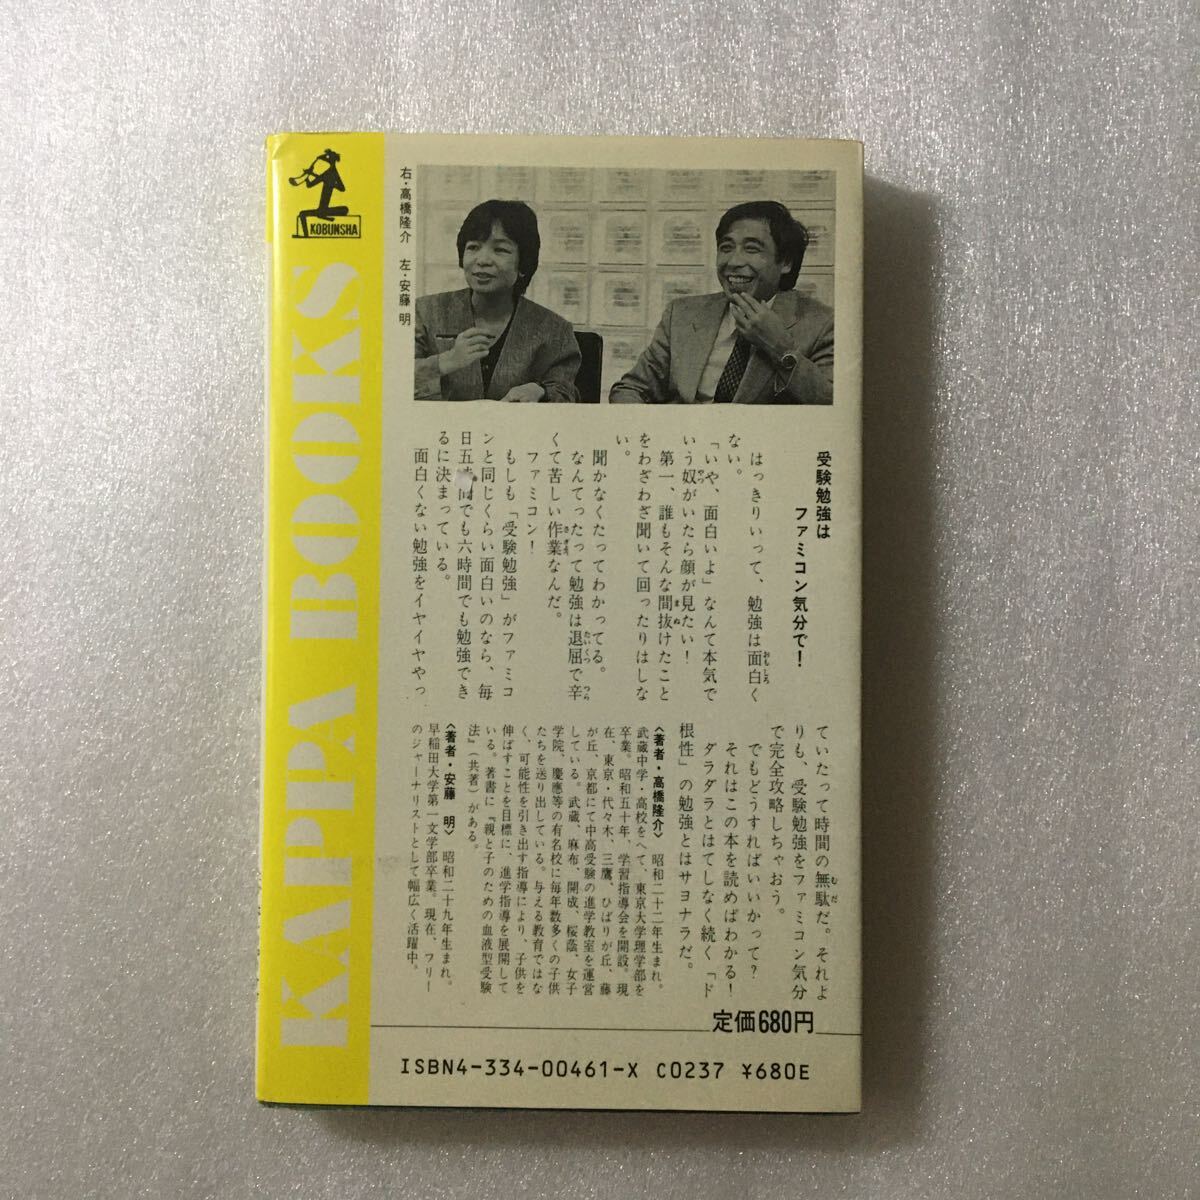 KOBUNSHA
KAPPA BOOKS
右・高橋隆介 左・安藤 明
受験勉強は
ファミコン気分で！
はっきりいって、勉強は面白く
ない。
「いや、面白いよ」なんて本気で
いう奴がいたら顔が見たい！
第一、誰もそんな間抜けたこと
をわざわざ聞いて回ったりはしな
い。
聞かなくたってわかってる。
なんてったって勉強は退屈で辛
くて苦しい作業なんだ。
ファミコン！
もしも「受験勉強」がファミコ
ンと同じくらい面白いのなら、毎
日五 間でも六時間でも勉強でき
るに決まっている。
面白くない勉強をイヤイヤやっ
ていたって時間の無駄だ。それよ
りも、受験勉強をファミコン気分
で完全攻略しちゃおう。
でもどうすればいいかって？
それはこの本を読めばわかる！
ダラダラとはてしなく続く「ド
根性」の勉強とはサヨナラだ。
〈著者・高橋隆介〉 昭和二十二年生まれ。
武蔵中学・高校をへて、東京大学理学部を
卒業。昭和五十年、学習指導会を開設。現
在、東京・代々木、三鷹、ひばりが丘、藤
が丘、京都にて中高受験の進学教室を運営
している。武蔵、麻布、開成、桜蔭、女子
学院、慶應等の有名校に毎年数多くの子供
たちを送り出している。与える教育ではな
く、可能性を引き出す指導により、子供を
伸ばすことを目標に、進学指導を展開して
いる。著書に『親と子のための血液型受験
法』（共著）がある。
〈著者・安藤 明〉 昭和二十九年生まれ。
早稲田大学第一文学部卒業。現在、フリー
のジャーナリストとして幅広く活躍中。
定価680円
ISBN4-334-00461-X C0237 ¥680E